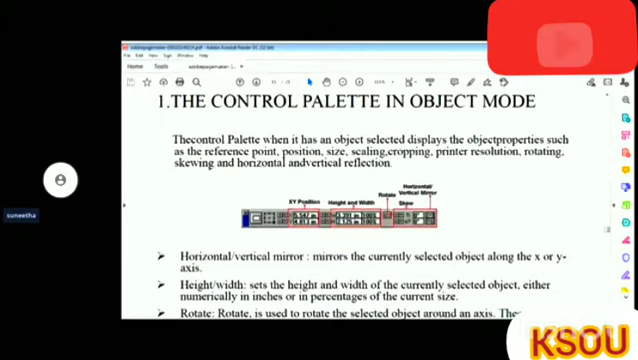 Home
Tools
1.THE CONTROL PALETTE IN OBJECT MODE
Thecontrol Palette when it has an object selected displays the objectproperties such
as the reference point, position, size, scaling,cropping, printer resolution, rotating,
skewing and horizontal andvertical reflection
Horizontal/
Vertical
Mirror
Rotate
XY Position
Height and Width
Skew
suneetha
➤ Horizontal/vertical mirror : mirrors the currently selected object along the x or y-
axis.
➤ Height/width: sets the height and width of the currently selected object, either
numerically in inches or in percentages of the current size.
➤ Rotate: Rotate, is used to rotate the selected object around an axis.
KSOU